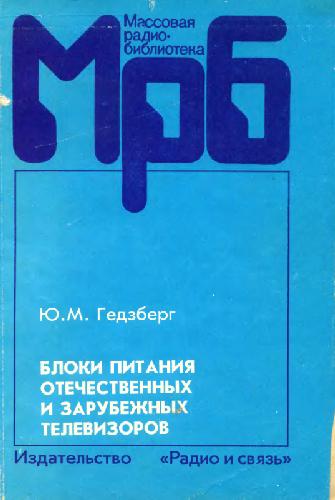 Массовая
радио-
библиотека
Мрб
Ю.М. Гедзберг
БЛОКИ ПИТАНИЯ
ОТЕЧЕСТВЕННЫХ
И ЗАРУБЕЖНЫХ
ТЕЛЕВИЗОРОВ
Издательство «Радио и связь»